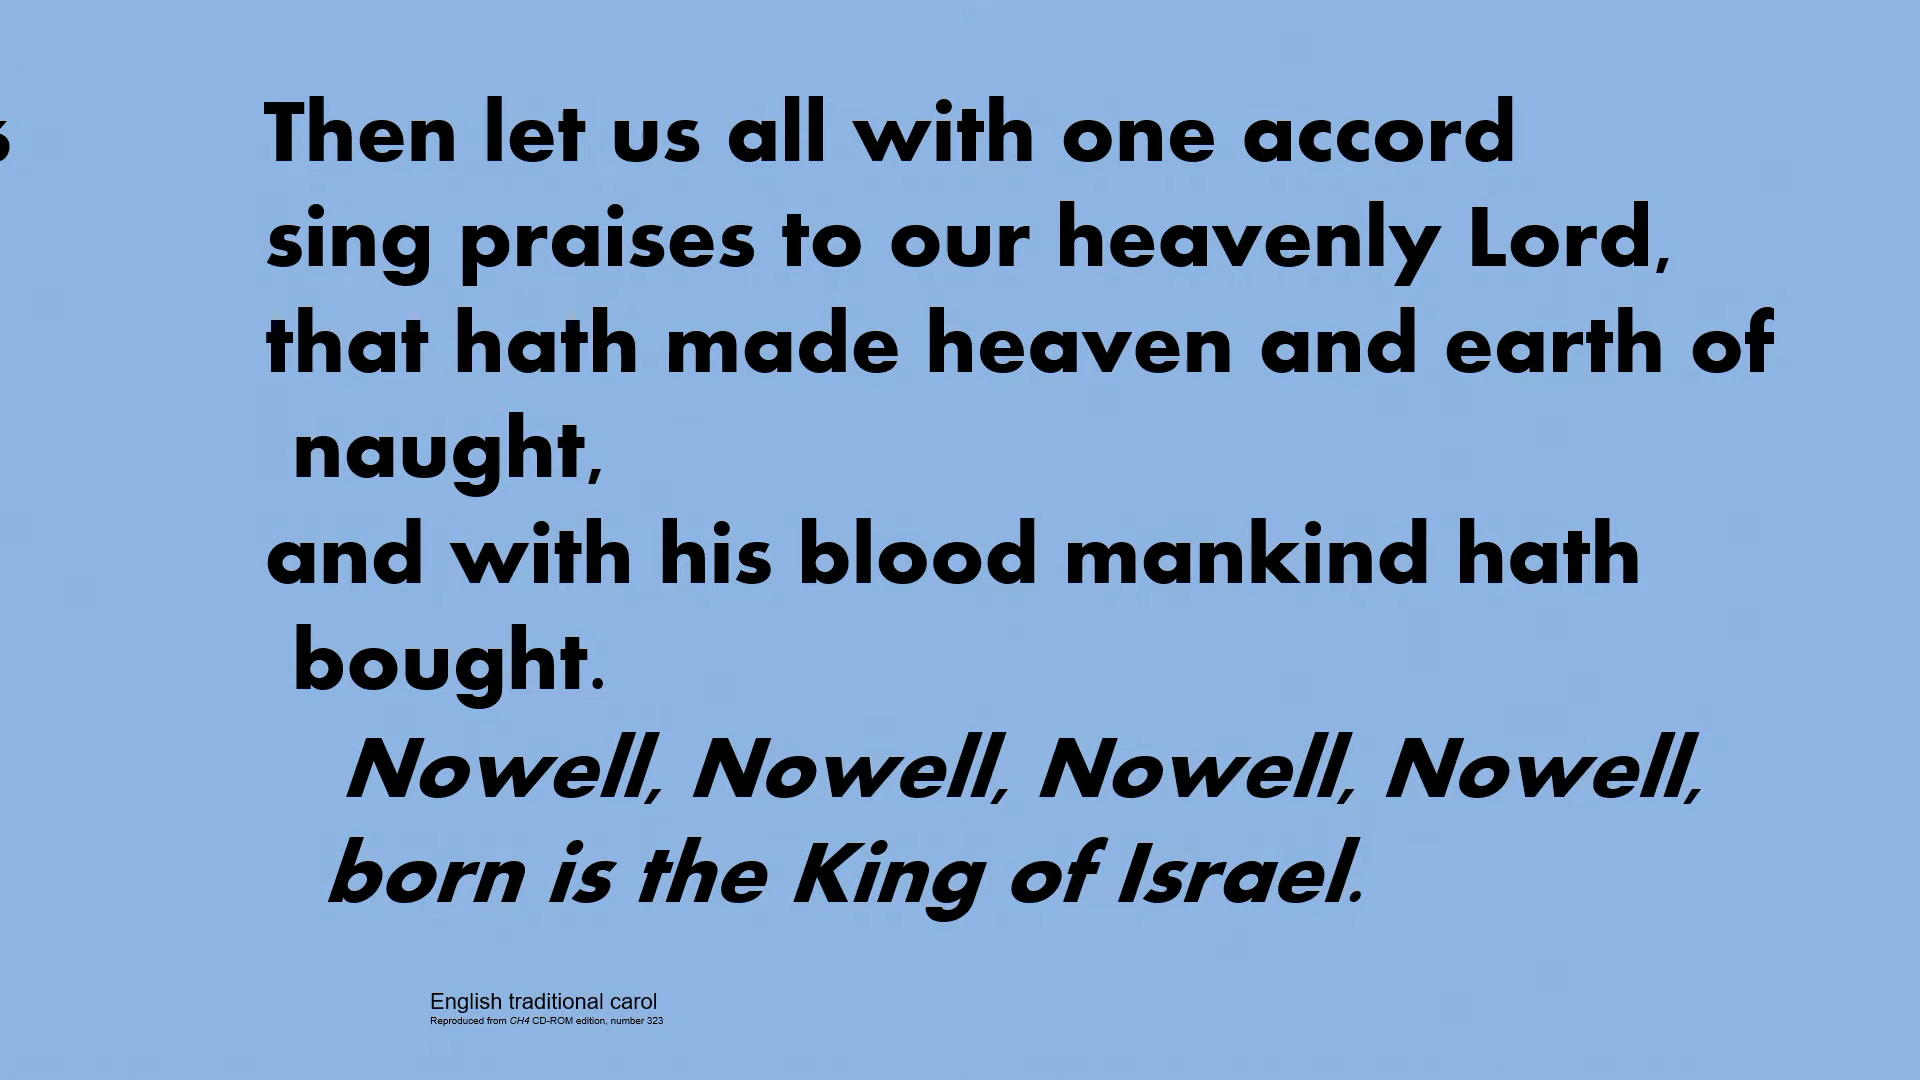 Then let us all with one accord
sing praises to our heavenly Lord,
that hath made heaven and earth of
naught,
and with his blood mankind hath
bought.
Nowell, Nowell, Nowell, Nowell,
born is the King of Israel.
English traditional carol
Reproduced from CH4 CD-ROM edition, number 323